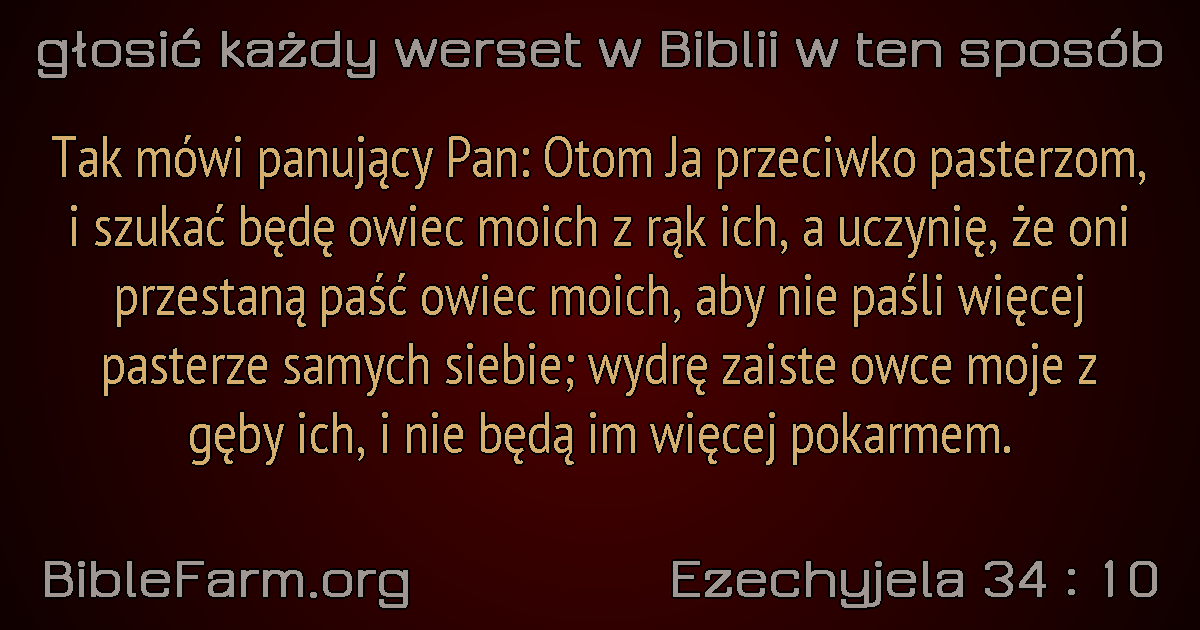 głosić każdy werset w Biblii w ten sposób
Tak mówi panujący Pan: Otom Ja przeciwko pasterzom,
i szukać będę owiec moich z rąk ich, a uczynię, że oni
przestaną paść owiec moich, aby nie paśli więcej
pasterze samych siebie; wydrę zaiste owce moje z
gęby ich, i nie będą im więcej pokarmem.
BibleFarm.org
Ezechyjela 34 : 10